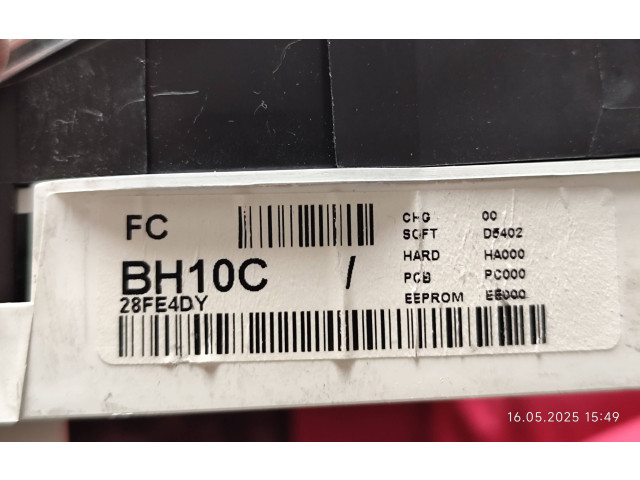 FC
CHG 00
SOFT D5402
BH10C /
HARD HA000
PCB PC000
28FE4DY
EEPROM EE000
16.05.2025 15:49